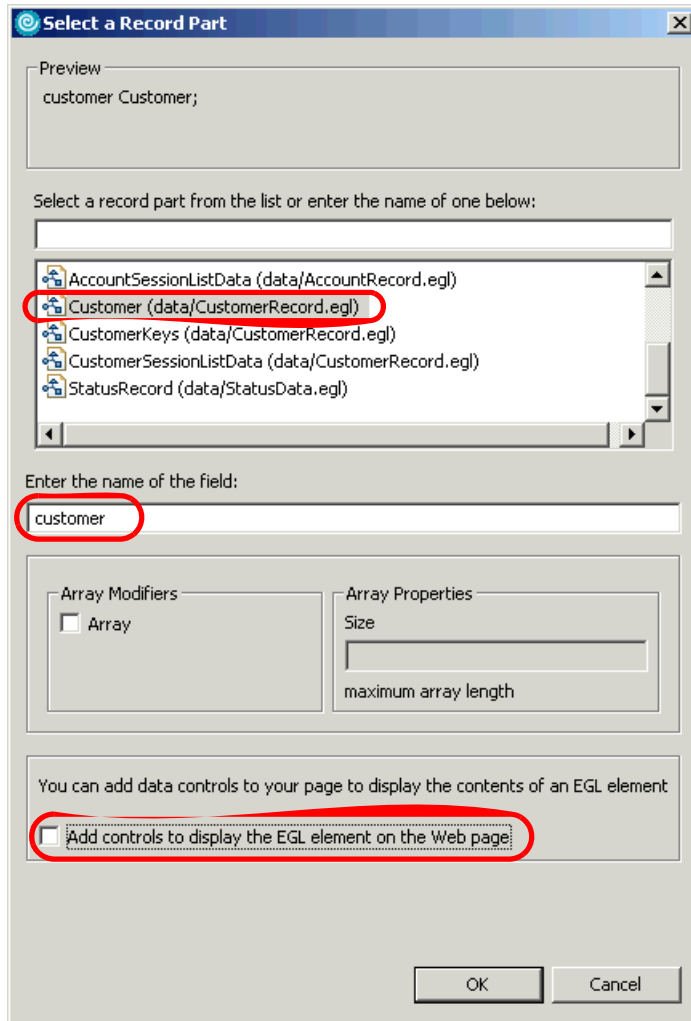 Select a Record Part
Preview
customer Customer;
Select a record part from the list or enter the name of one below:
AccountSessionListData (data/AccountRecord.egl)
Customer (data/CustomerRecord.egl)
CustomerKeys (data/CustomerRecord.egl)
CustomerSessionListData (data/CustomerRecord.egl)
StatusRecord (data/StatusData.egl)
Enter the name of the field:
customer
Array Modifiers
Array
Array Properties
Size
maximum array length
You can add data controls to your page to display the contents of an EGL element
Add controls to display the EGL element on the Web page
OK
Cancel